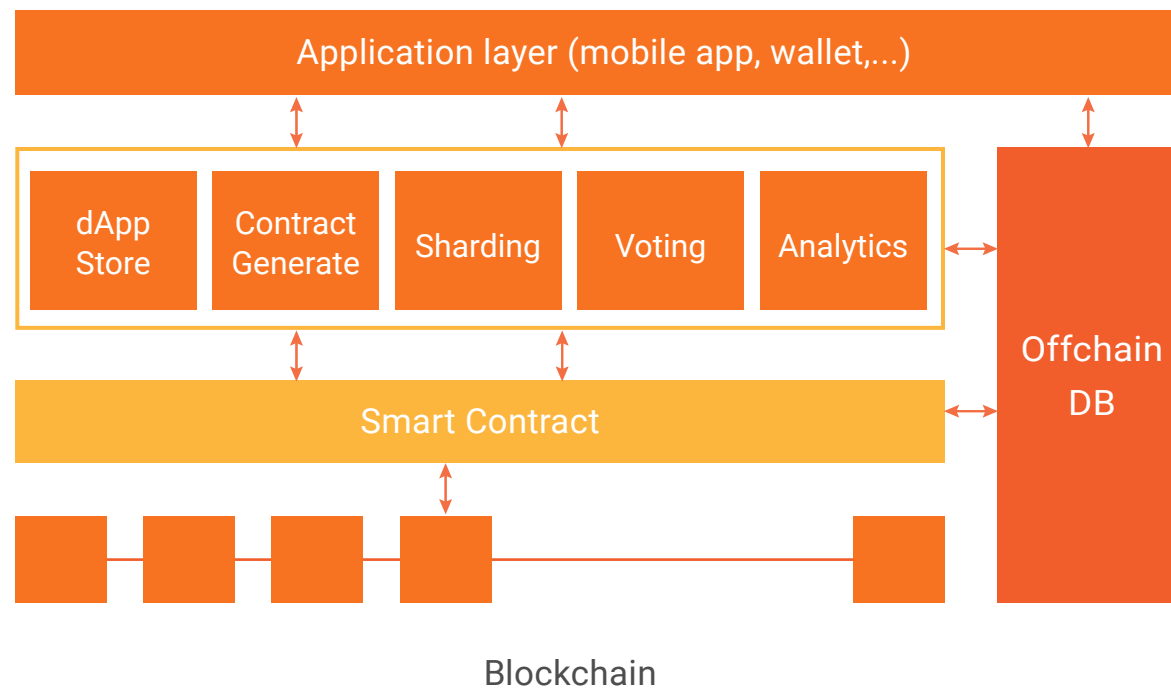 Application layer (mobile app, wallet,...)
dApp
Store
Contract
Generate
Sharding
Voting
Analytics
Offchain
DB
Smart Contract
Blockchain